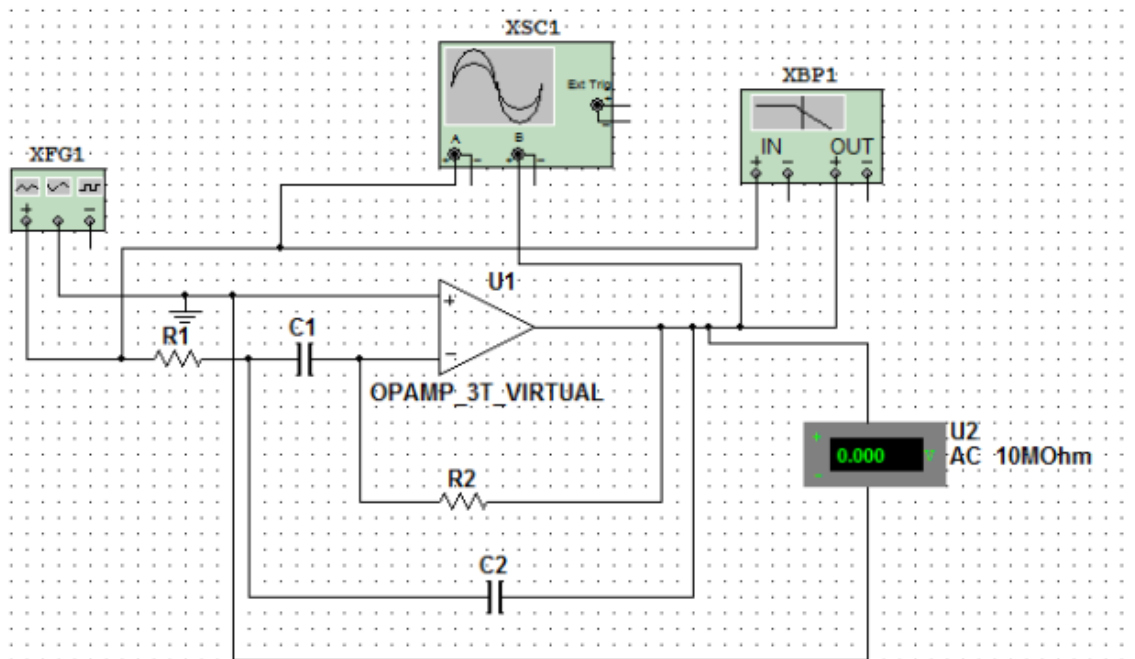 XSC1
Ext Trig
+
-
A
B
+ - + -
XBP1
IN OUT
+ - + -
XFG1
+ -
U1
+
-
OPAMP_3T_VIRTUAL
R1
C1
R2
C2
+
-
0.000
V
U2
AC 10MOhm